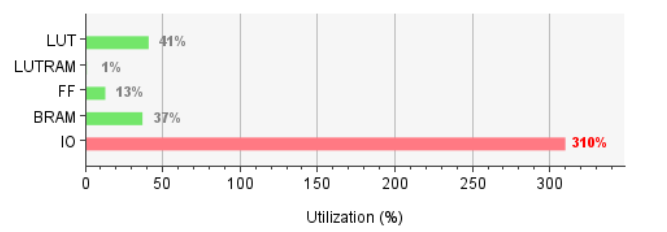 LUT 41%
LUTRAM 1%
FF 13%
BRAM 37%
IO 310%
0 50 100 150 200 250 300
Utilization (%)